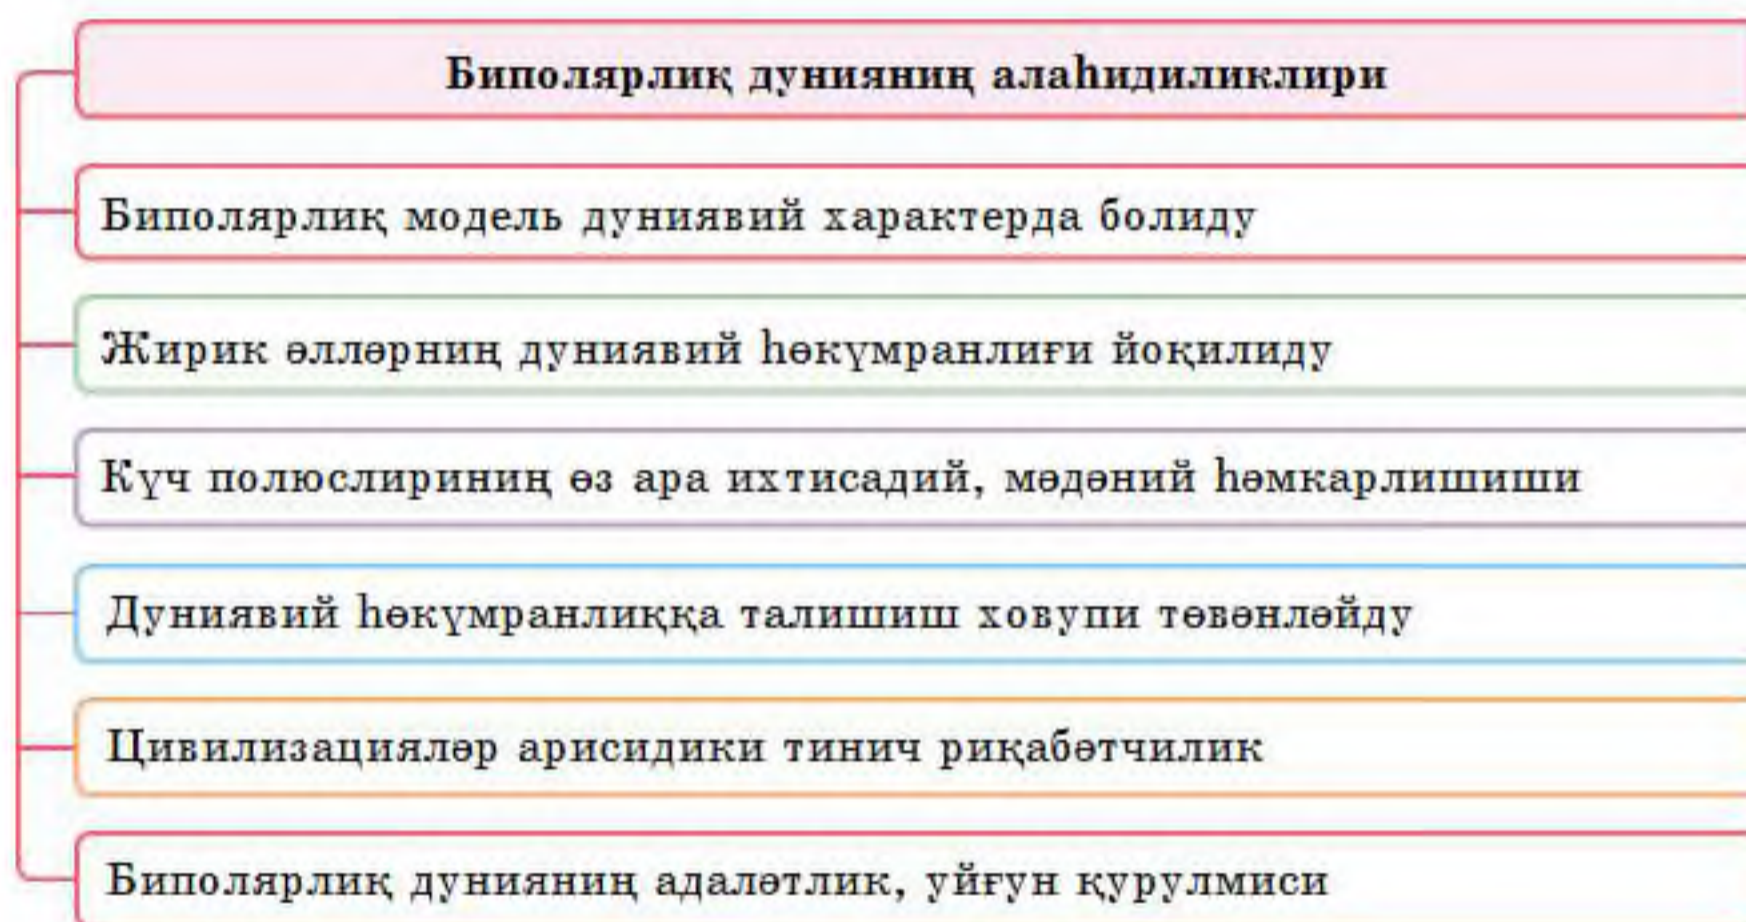 Биполярлиқ дунияниң алаһидиликлири
Биполярлиқ модель дуниявий характерда болиду
Жирик әлләрниң дуниявий һөкүмранлиғи йоқилиду
Күч полюслириниң өз ара ихтисадий, мәдәний һәмкарлишиши
Дуниявий һөкүмранлиққа талишиш ховупи төвәнләйду
Цивилизацияләр арисидики тинич риқабәтчилик
Биполярлиқ дунияниң адаләтлик, уйғун қурулмиси